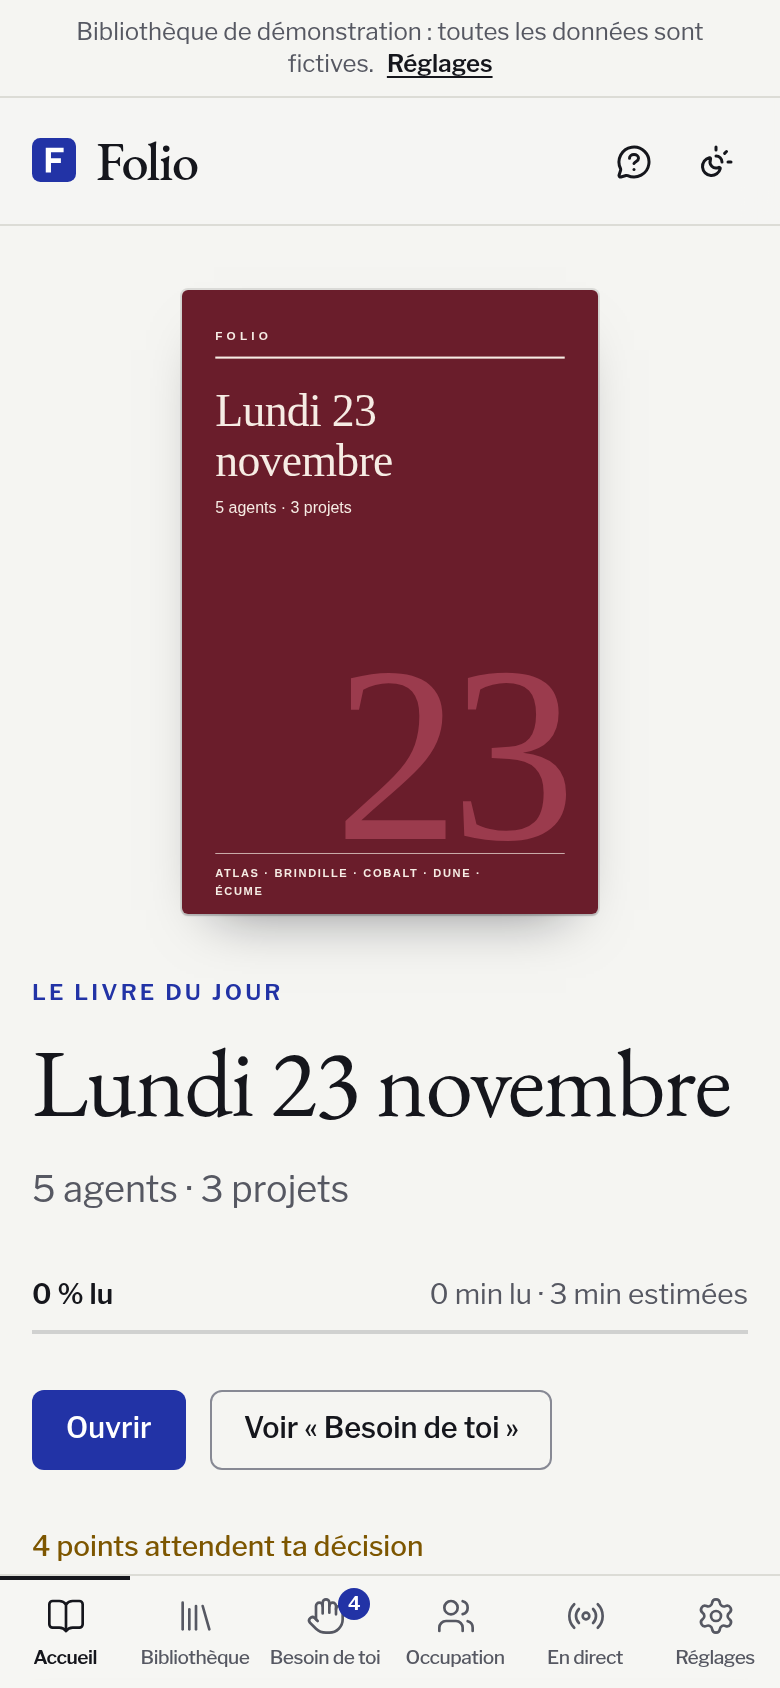 Bibliothèque de démonstration : toutes les données sont
fictives. Réglages
F Folio
FOLIO
Lundi 23
novembre
5 agents · 3 projets
23
ATLAS · BRINDILLE · COBALT · DUNE ·
ÉCUME
LE LIVRE DU JOUR
Lundi 23 novembre
5 agents · 3 projets
0 % lu 0 min lu · 3 min estimées
Ouvrir Voir « Besoin de toi »
4 points attendent ta décision
4
Accueil Bibliothèque Besoin de toi Occupation En direct Réglages